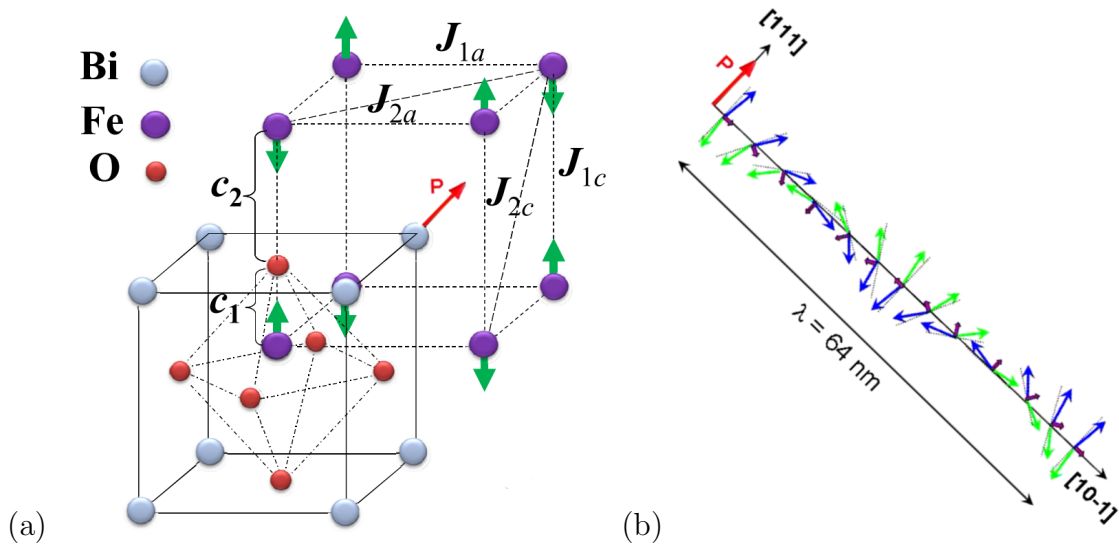 Bi
Fe
O
J1a
J2a
J1c
J2c
c2
c1
P
(a)
[111]
P
λ = 64 nm
[10-1]
(b)